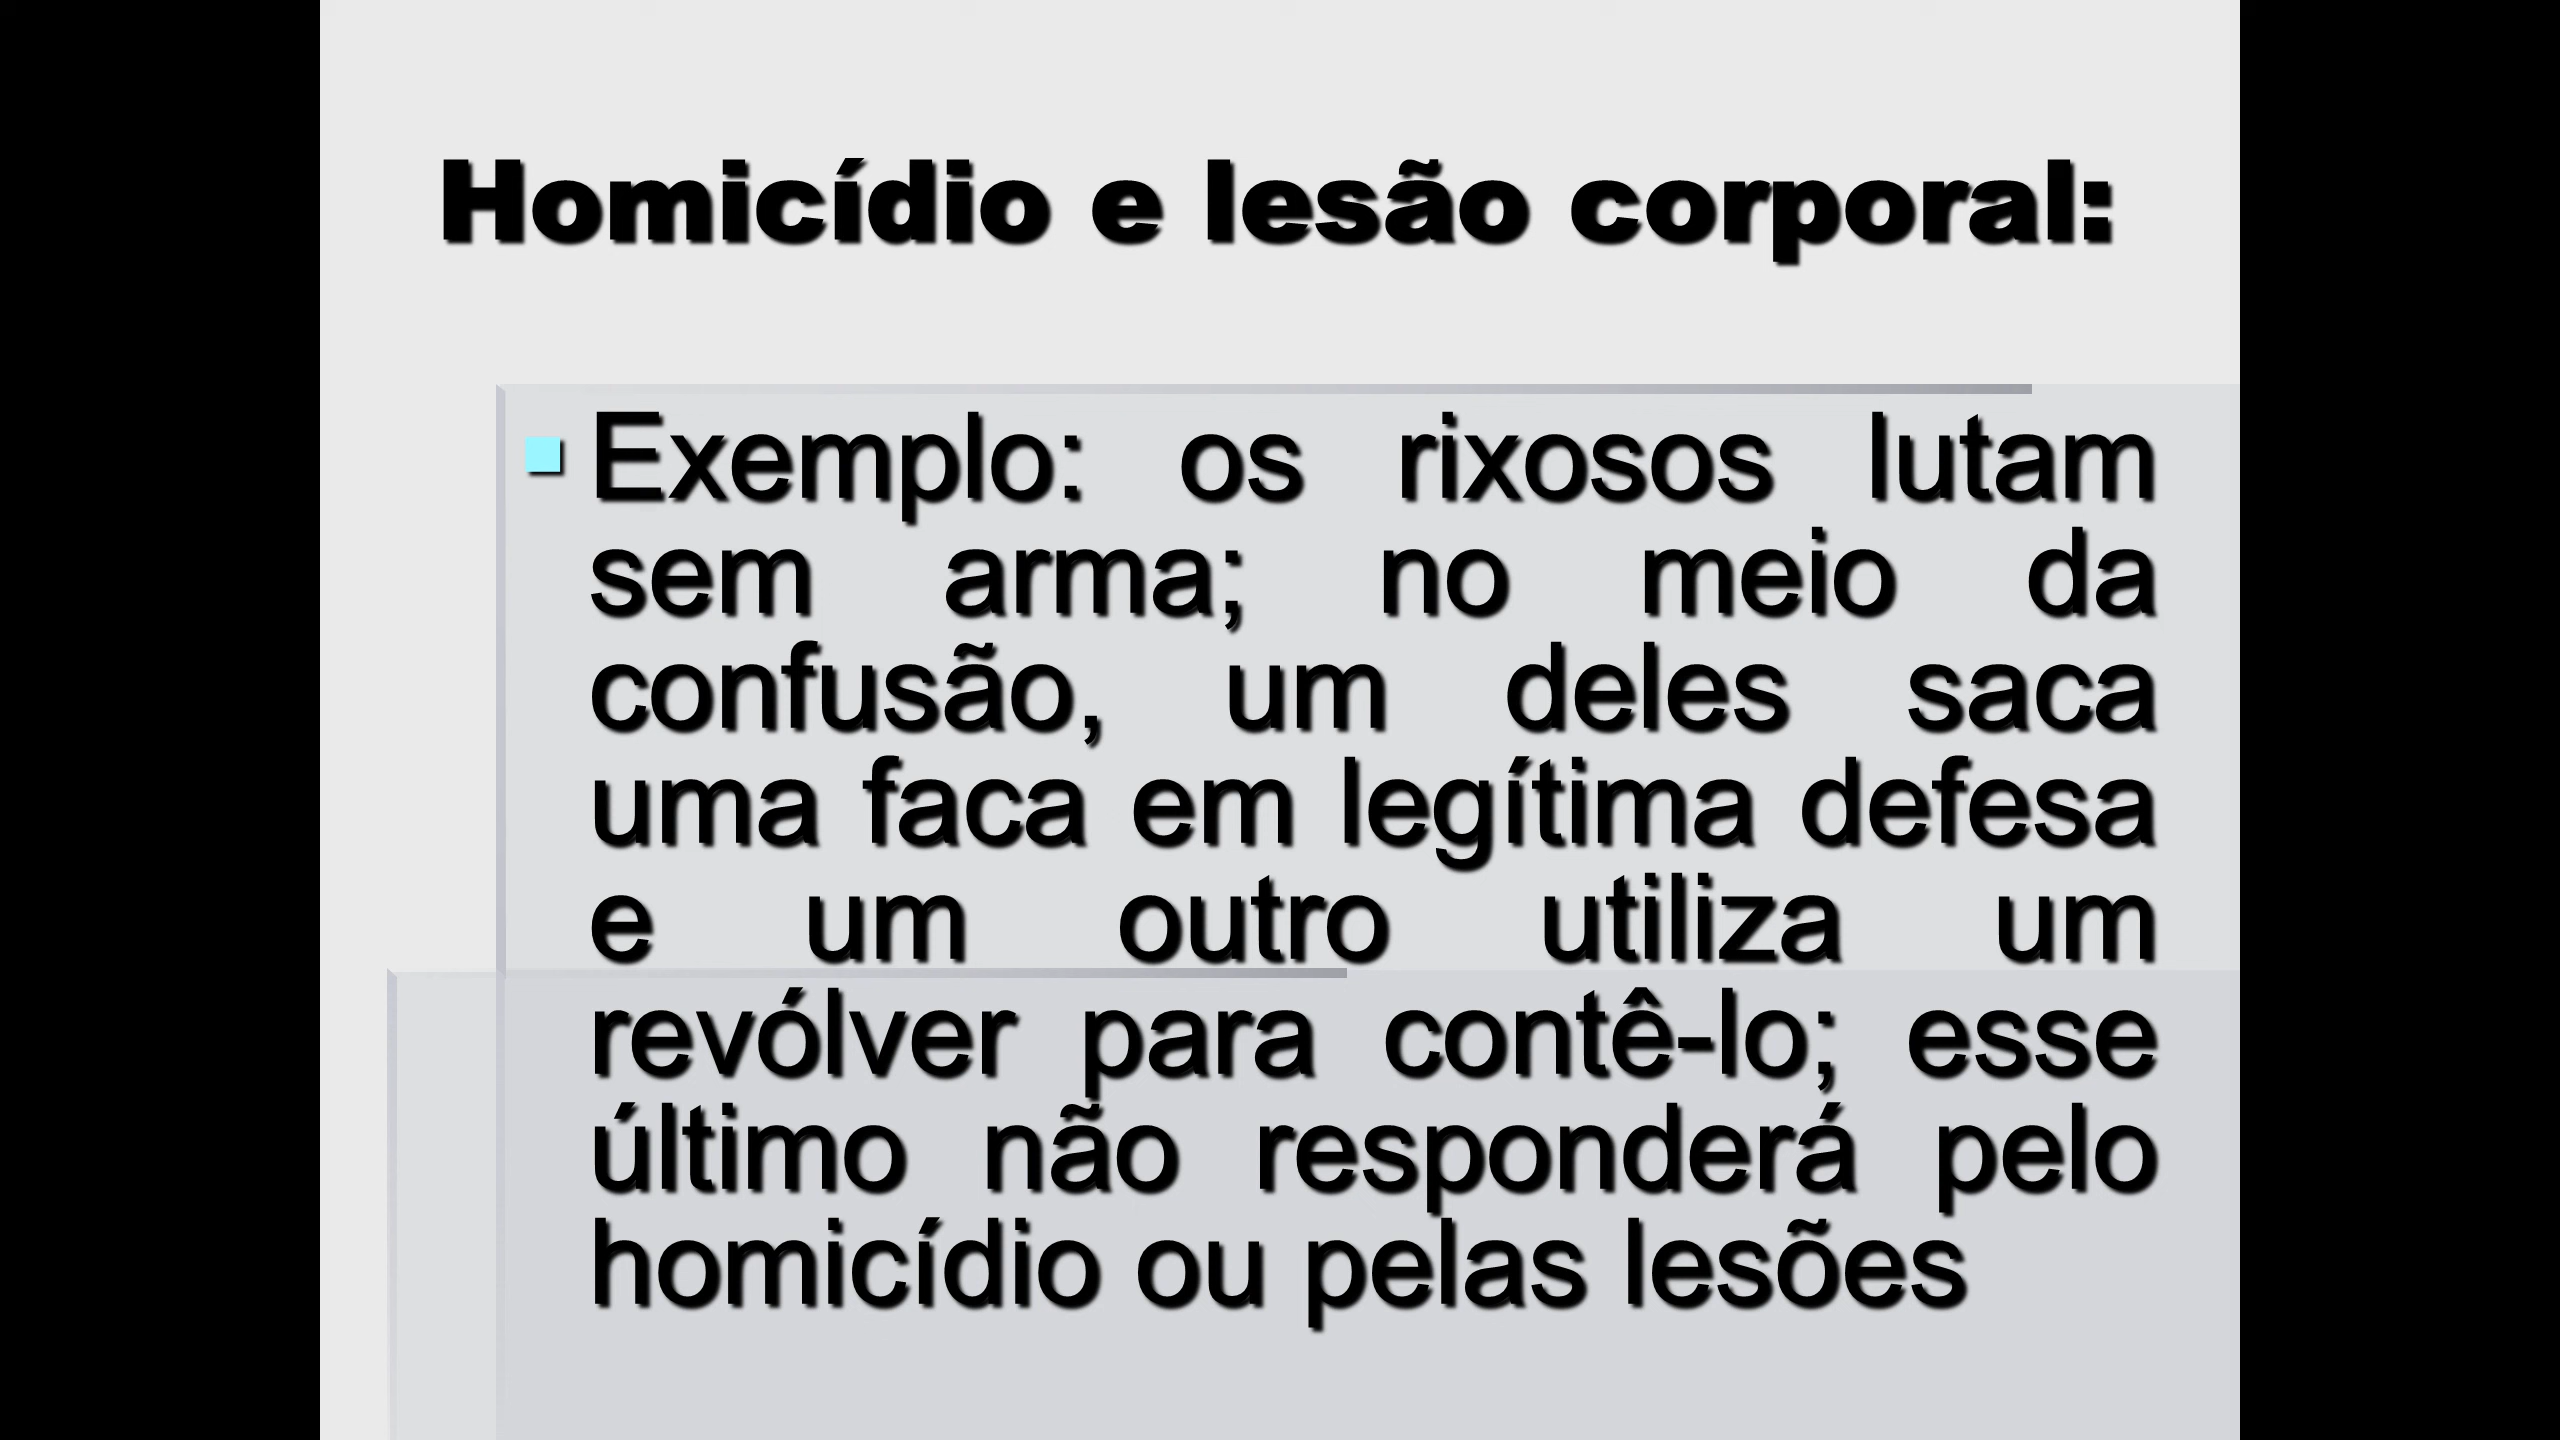 Homicídio e lesão corporal:
Exemplo: os rixosos lutam
sem arma; no meio da
confusão, um deles saca
uma faca em legítima defesa
e um outro utiliza um
revólver para contê-lo; esse
último não responderá pelo
homicídio ou pelas lesões